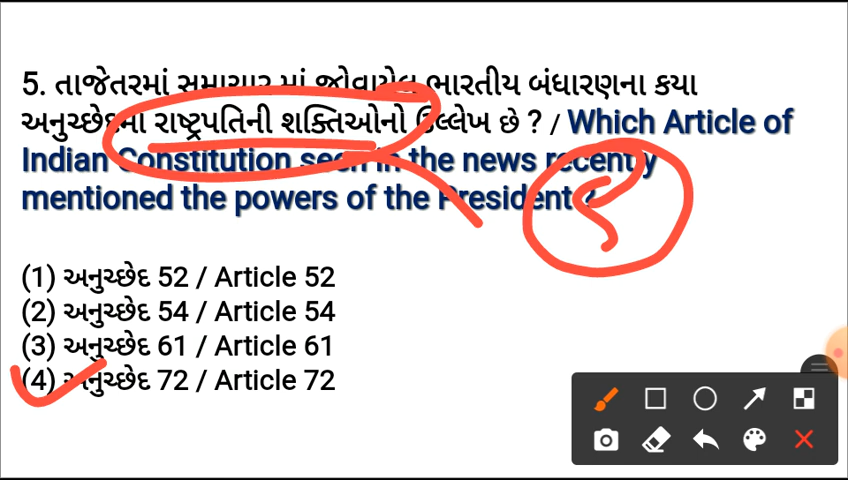 5. તાજેતરમાં સમાચાર માં જોવાયેલ ભારતીય બંધારણના કયા
અનુચ્છેદમાં રાષ્ટ્રપતિની શક્તિઓનો ઉલ્લેખ છે ? / Which Article of
Indian Constitution seen in the news recently
mentioned the powers of the President ?
(1) અનુચ્છેદ 52 / Article 52
(2) અનુચ્છેદ 54 / Article 54
(3) અનુચ્છેદ 61 / Article 61
(4) અનુચ્છેદ 72 / Article 72